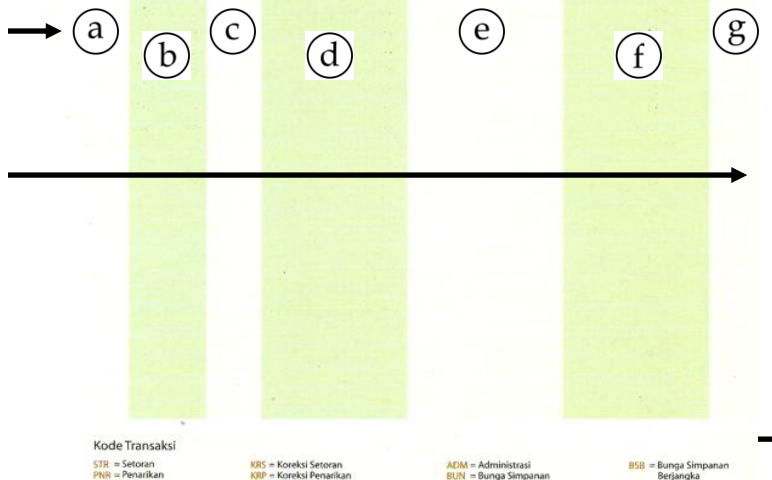 a b c d e f g
Kode Transaksi
STR = Setoran KRS = Koreksi Setoran ADM = Administrasi BSB = Bunga Simpanan
PNR = Penarikan KRP = Koreksi Penarikan BUN = Bunga Simpanan Berjangka